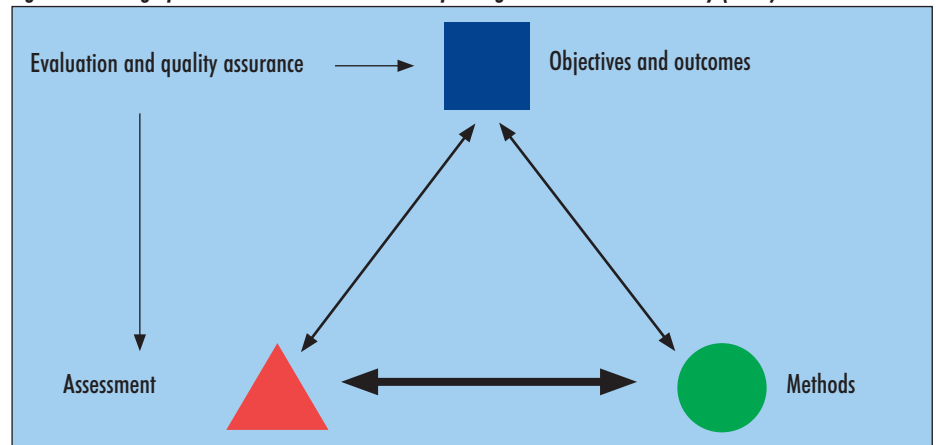 Evaluation and quality assurance
Objectives and outcomes
Assessment
Methods